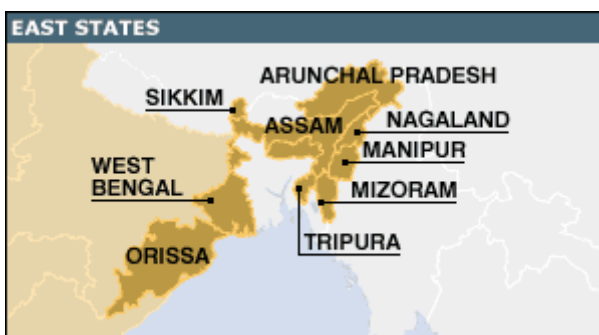 EAST STATES
ARUNCHAL PRADESH
SIKKIM
ASSAM
NAGALAND
MANIPUR
WEST
BENGAL
MIZORAM
TRIPURA
ORISSA